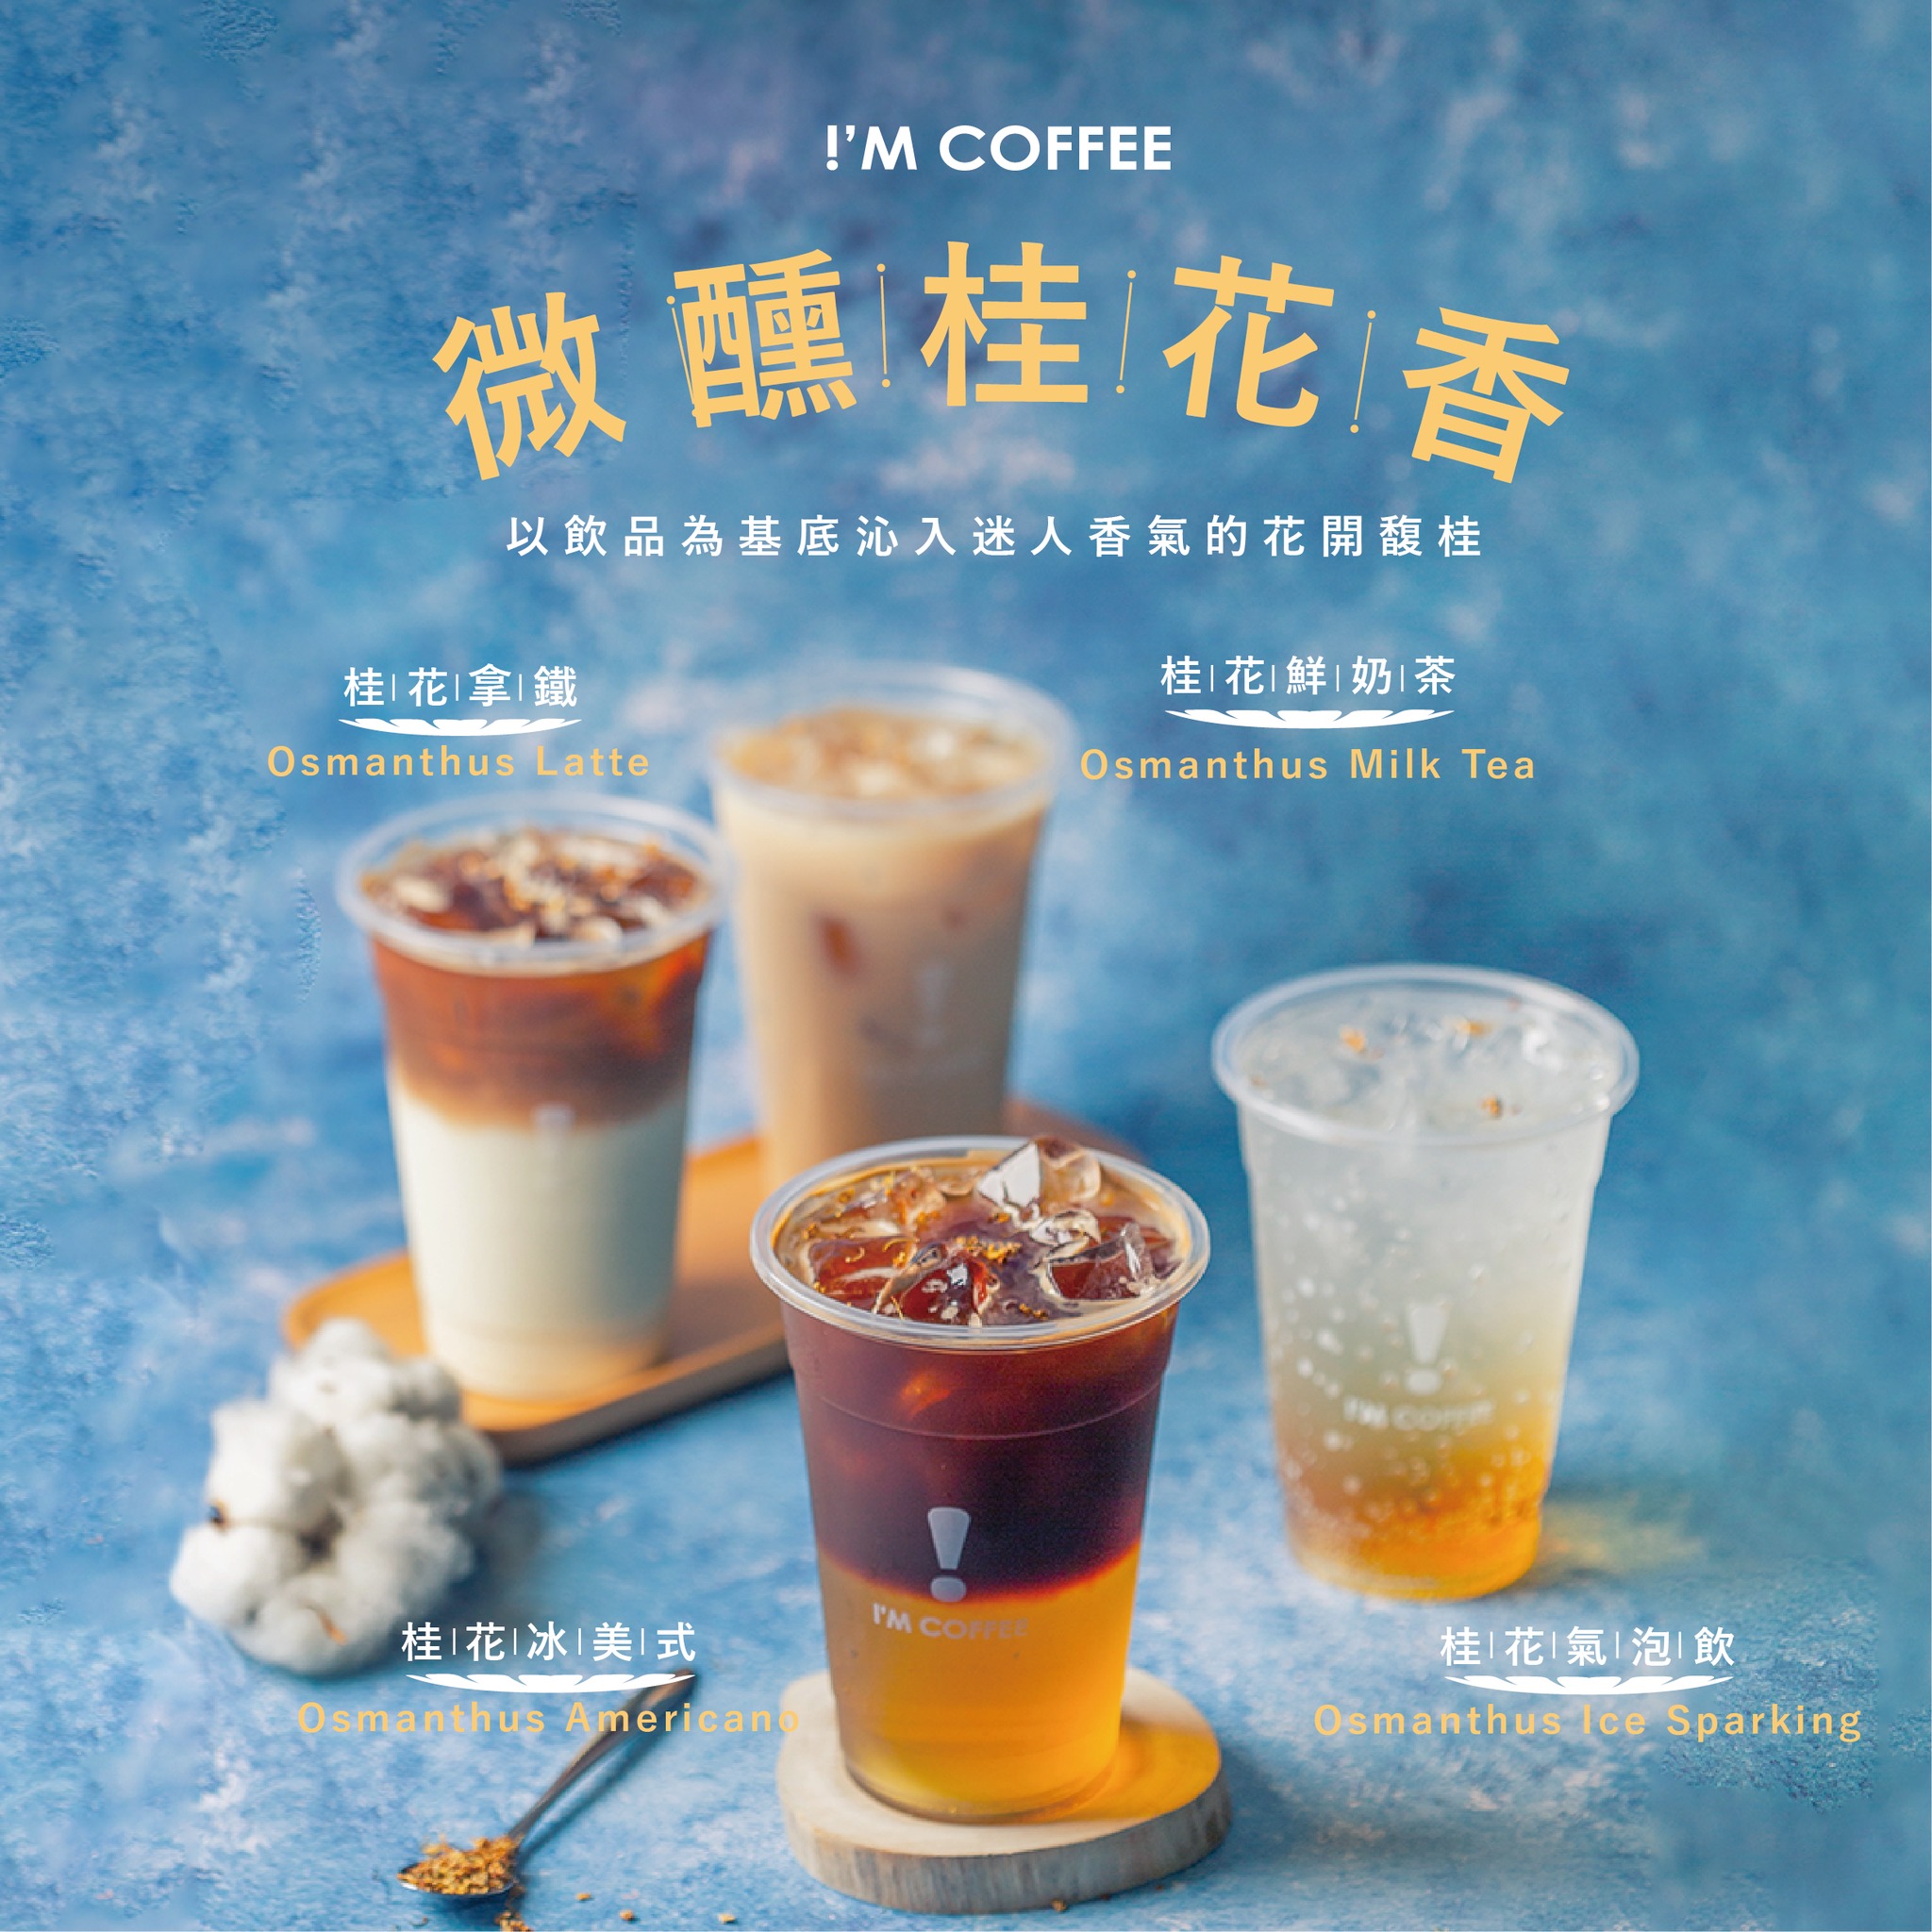 !'M COFFEE
微醺桂花香
以飲品為基底沁入迷人香氣的花開馥桂
桂花拿鐵
Osmanthus Latte
桂花鮮奶茶
Osmanthus Milk Tea
I'M COFFEE
I'M COFFEE
桂花冰美式
Osmanthus Americano
桂花氣泡飲
Osmanthus Ice Sparking